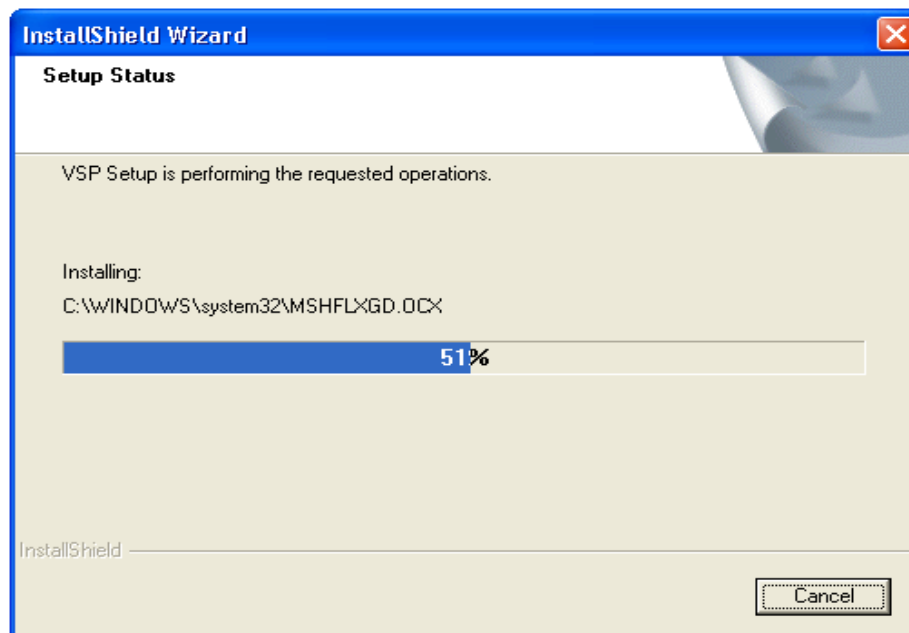 InstallShield Wizard
Setup Status
VSP Setup is performing the requested operations.
Installing:
C:\WINDOWS\system32\MSHFLXGD.OCX
51%
InstallShield
Cancel